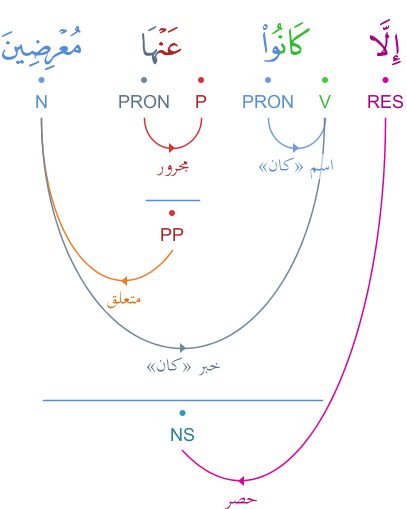 إِلَّا كَانُوا۟ عَنْهَا مُعْرِضِينَ
RES V PRON P PRON N
اسم «كان» مجرور
PP
متعلق
خبر «كان»
NS
حصر